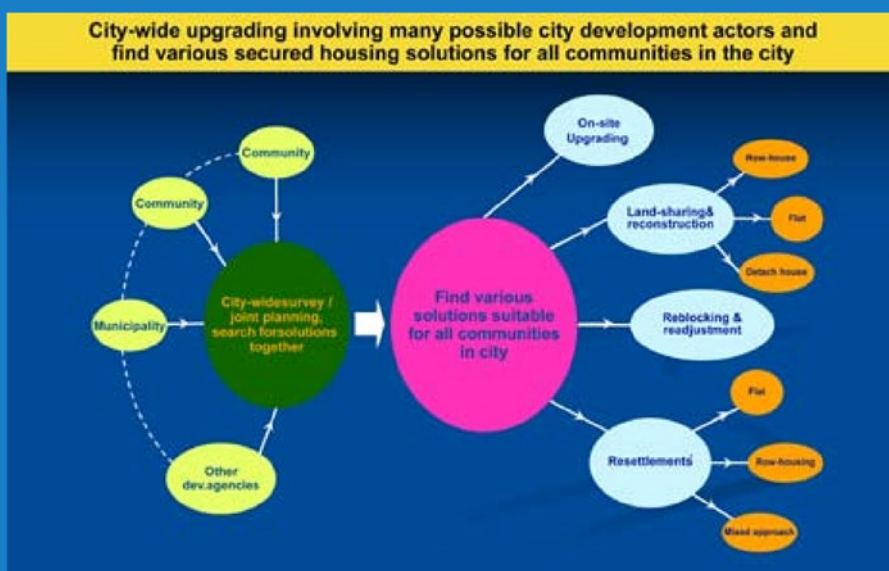 City-wide upgrading involving many possible city development actors and
find various secured housing solutions for all communities in the city
Community
Community
Municipality
Other
dev.agencies
City-widesurvey /
joint planning,
search forsolutions
together
Find various
solutions suitable
for all communities
in city
On-site
Upgrading
Land-sharing&
reconstruction
Row-house
Flat
Detach house
Reblocking &
readjustment
Resettlements
Flat
Row-housing
Mixed approach